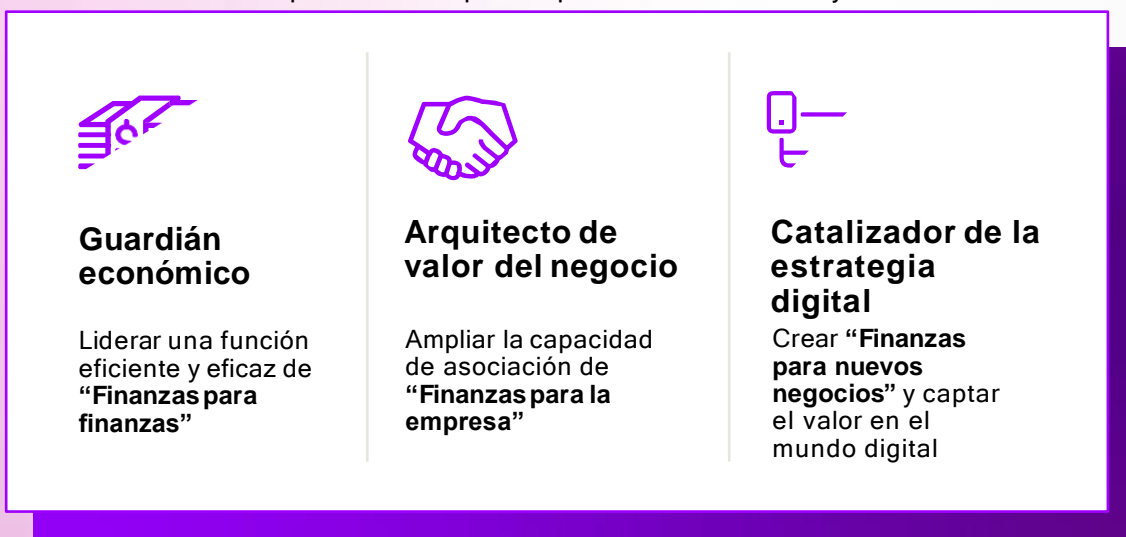 Guardián
económico
Liderar una función
eficiente y eficaz de
“Finanzas para
finanzas”
Arquitecto de
valor del negocio
Ampliar la capacidad
de asociación de
“Finanzas para la
empresa”
Catalizador de la
estrategia
digital
Crear “Finanzas
para nuevos
negocios” y captar
el valor en el
mundo digital